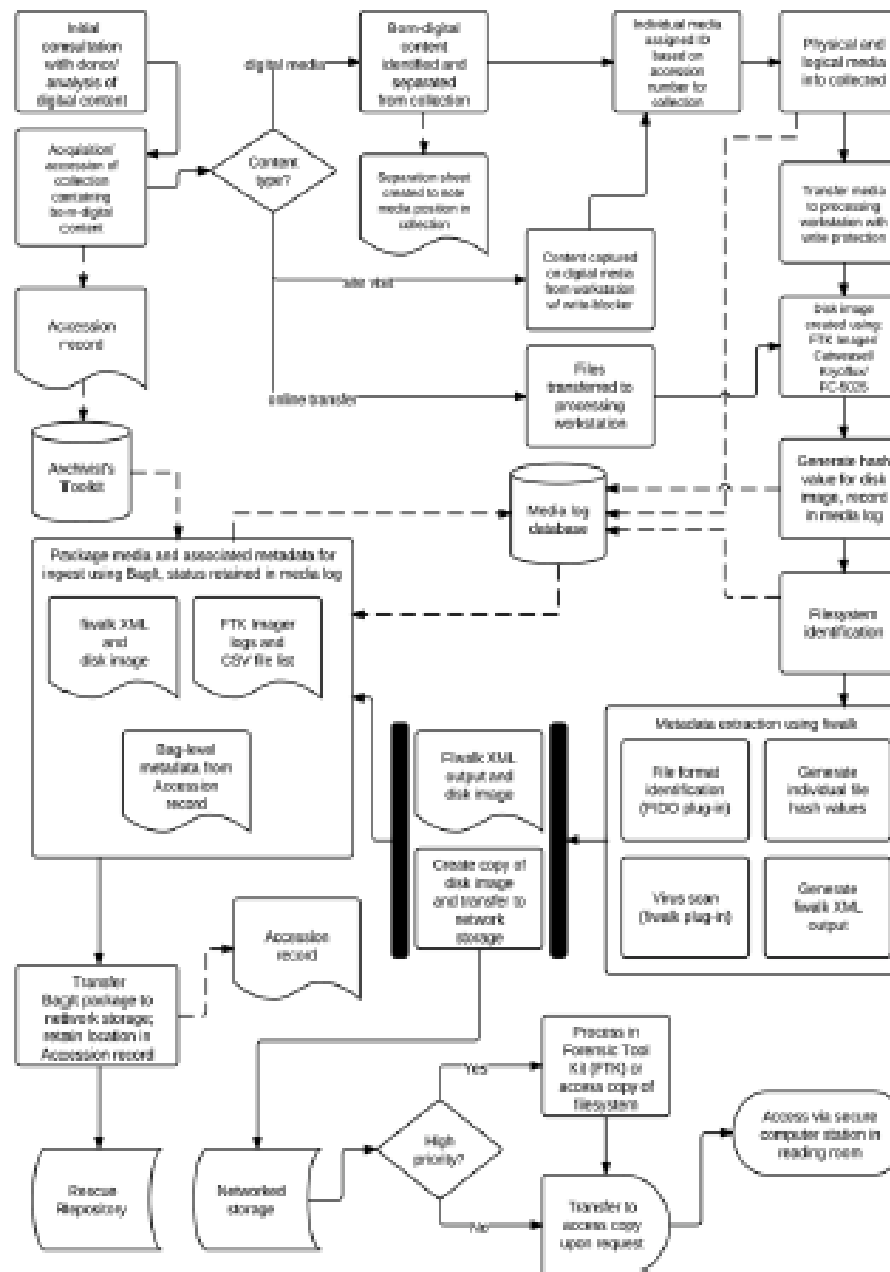 Initial
consultation
with donor/
analysis of
digital content
digital media
Born-digital
content
identified and
separated
from collection
Individual media
assigned ID
based on
accession
number for
collection
Physical and
logical media
info collected
Acquisition/
accession of
collection
containing
born-digital
content
Content
type?
Separation sheet
created to note
media position in
collection
Transfer media
to processing
workstation with
write protection
site visit
Content captured
on digital media
from workstation
w/ write-blocker
Accession
record
Disk image
created using:
FTK Imager/
Catweasel/
Kryoflux/
FC-5025
online transfer
Files
transferred to
processing
workstation
Archivist's
Toolkit
Media log
database
Generate hash
value for disk
image, record
in media log
Package media and associated metadata for
ingest using BagIt, status retained in media log
fiwalk XML
and
disk image
FTK Imager
logs and
CSV file list
Filesystem
identification
Bag-level
metadata from
Accession
record
Fiwalk XML
output and
disk image
Create copy of
disk image
and transfer to
network
storage
Metadata extraction using fiwalk
File format
identification
(FIDO plug-in)
Generate
individual file
hash values
Virus scan
(fiwalk plug-in)
Generate
fiwalk XML
output
Accession
record
Transfer
BagIt package to
network storage;
retain location in
Accession record
Yes
Process in
Forensic Tool
Kit (FTK) or
access copy of
filesystem
High
priority?
Access via secure
computer station in
reading room
Rescue
Repository
Networked
storage
No
Transfer to
access copy
upon request